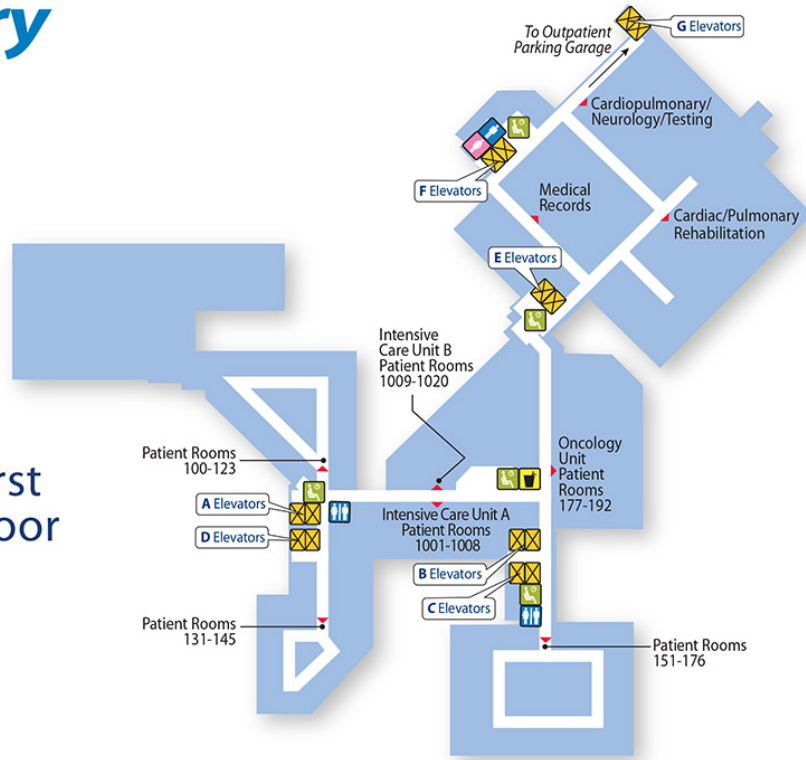 ry
G Elevators
To Outpatient
Parking Garage
Cardiopulmonary/
Neurology/Testing
F Elevators
Medical
Records
Cardiac/Pulmonary
Rehabilitation
E Elevators
Intensive
Care Unit B
Patient Rooms
1009-1020
Patient Rooms
100-123
Oncology
Unit
Patient
Rooms
177-192
rst
oor
A Elevators
D Elevators
Intensive Care Unit A
Patient Rooms
1001-1008
B Elevators
C Elevators
Patient Rooms
131-145
Patient Rooms
151-176